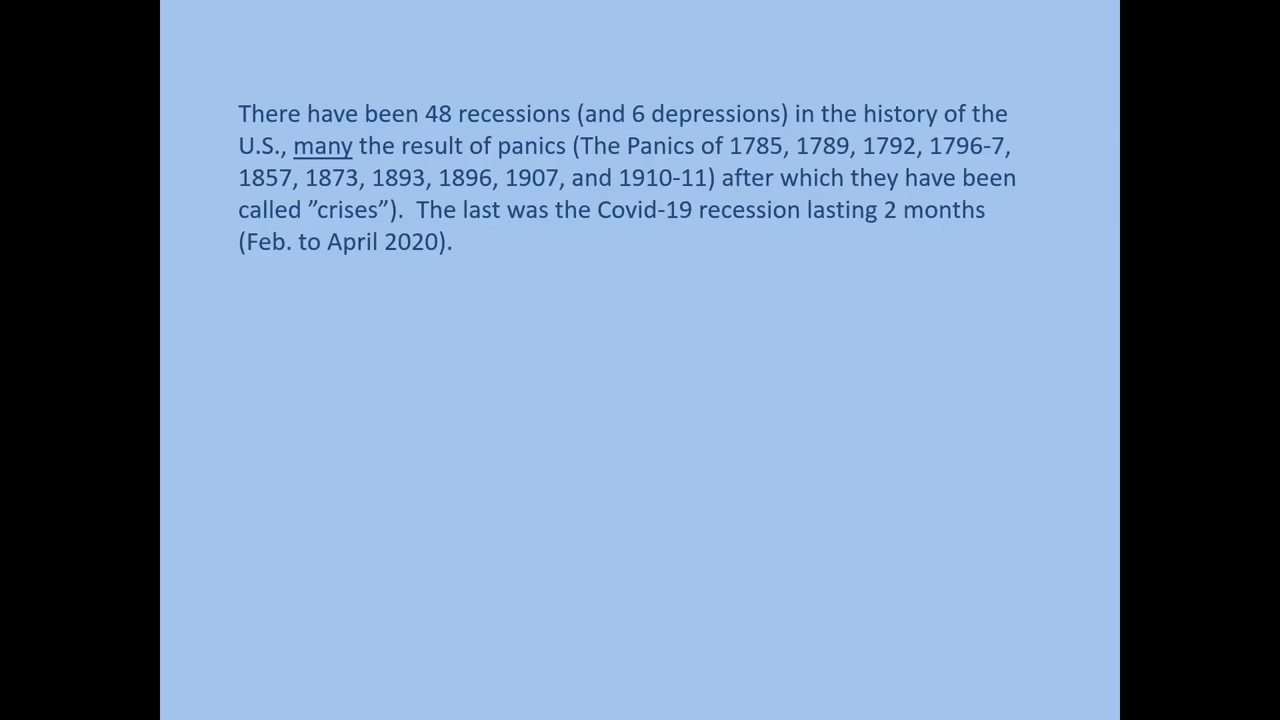 There have been 48 recessions (and 6 depressions) in the history of the
U.S., many the result of panics (The Panics of 1785, 1789, 1792, 1796-7,
1857, 1873, 1893, 1896, 1907, and 1910-11) after which they have been
called ”crises”).  The last was the Covid-19 recession lasting 2 months
(Feb. to April 2020).